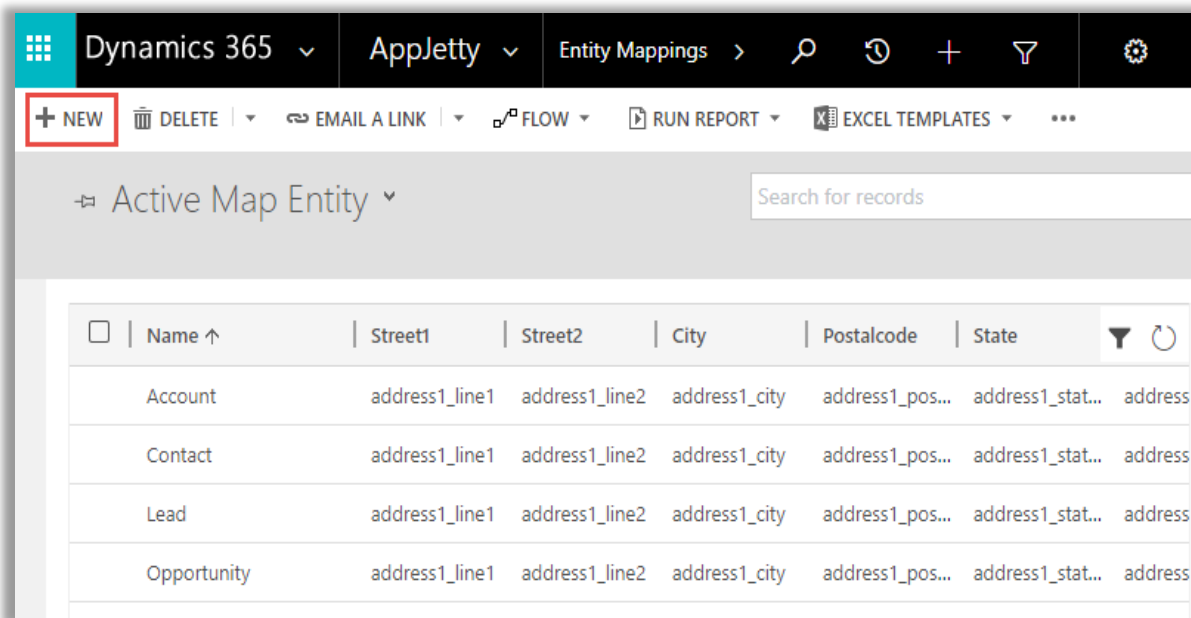 Dynamics 365 AppJetty Entity Mappings
NEW DELETE EMAIL A LINK FLOW RUN REPORT EXCEL TEMPLATES
Active Map Entity Search for records
Name Street1 Street2 City Postalcode State
Account address1_line1 address1_line2 address1_city address1_pos... address1_stat... address
Contact address1_line1 address1_line2 address1_city address1_pos... address1_stat... address
Lead address1_line1 address1_line2 address1_city address1_pos... address1_stat... address
Opportunity address1_line1 address1_line2 address1_city address1_pos... address1_stat... address